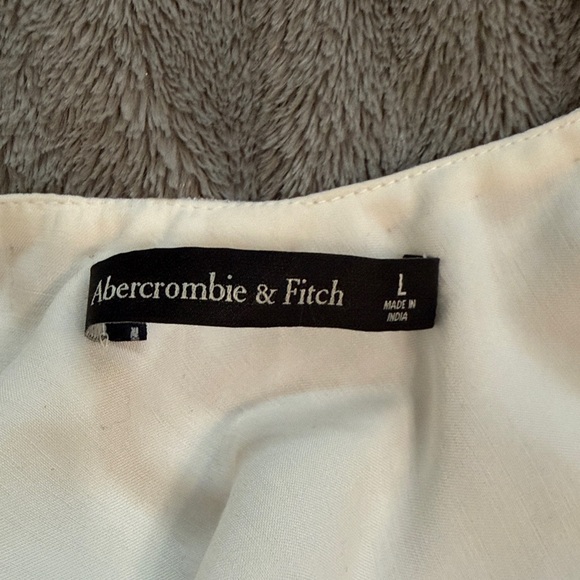 Abercrombie & Fitch
L
MADE IN
INDIA